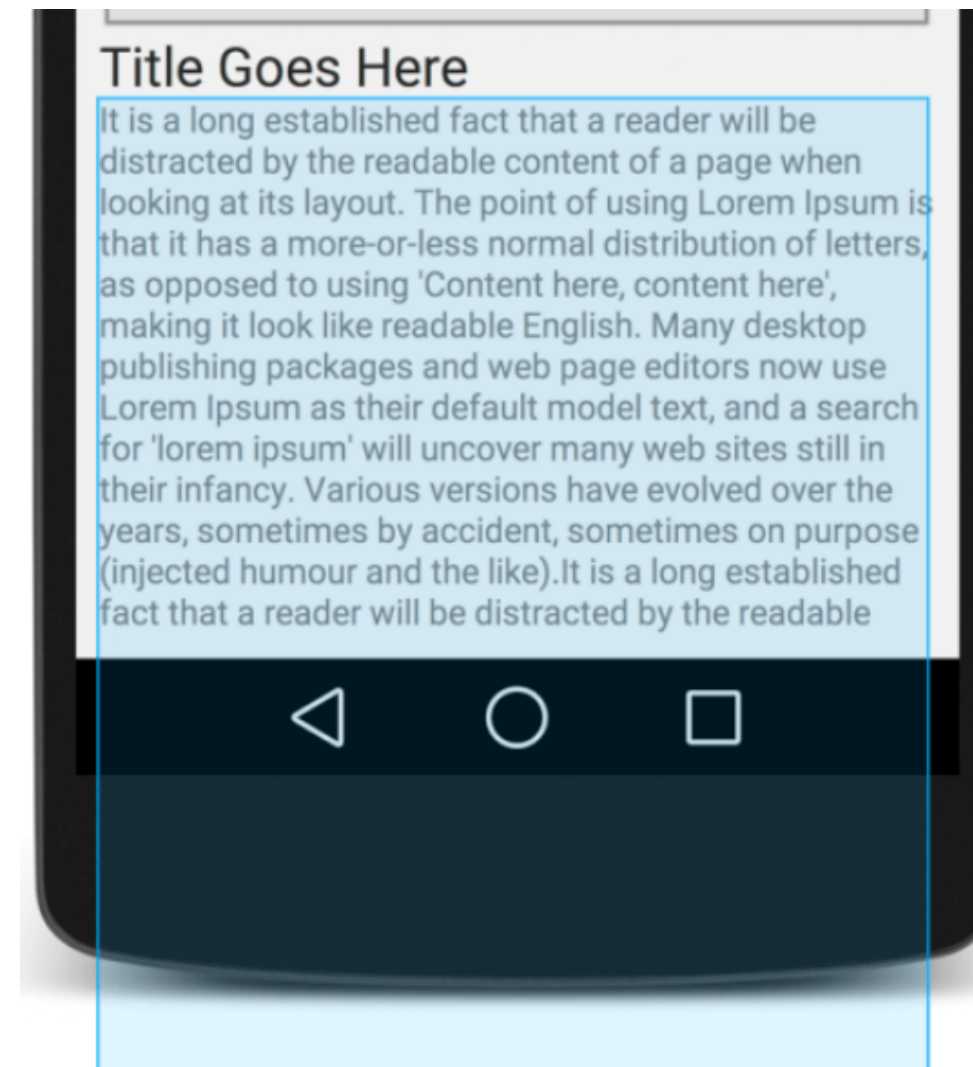 Title Goes Here
It is a long established fact that a reader will be
distracted by the readable content of a page when
looking at its layout. The point of using Lorem Ipsum is
that it has a more-or-less normal distribution of letters,
as opposed to using 'Content here, content here',
making it look like readable English. Many desktop
publishing packages and web page editors now use
Lorem Ipsum as their default model text, and a search
for 'lorem ipsum' will uncover many web sites still in
their infancy. Various versions have evolved over the
years, sometimes by accident, sometimes on purpose
(injected humour and the like).It is a long established
fact that a reader will be distracted by the readable